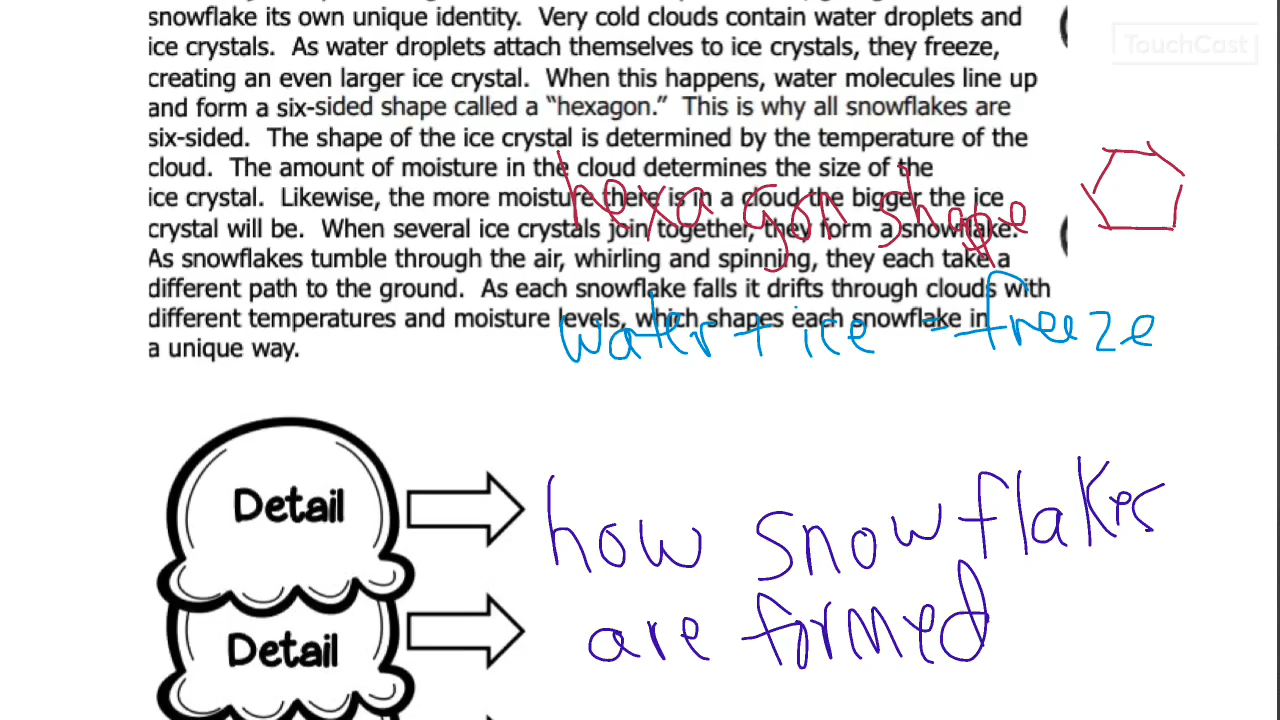 snowflake its own unique identity. Very cold clouds contain water droplets and
ice crystals. As water droplets attach themselves to ice crystals, they freeze,
creating an even larger ice crystal. When this happens, water molecules line up
and form a six-sided shape called a “hexagon.” This is why all snowflakes are
six-sided. The shape of the ice crystal is determined by the temperature of the
cloud. The amount of moisture in the cloud determines the size of the
ice crystal. Likewise, the more moisture there is in a cloud the bigger the ice
crystal will be. When several ice crystals join together, they form a snowflake.
As snowflakes tumble through the air, whirling and spinning, they each take a
different path to the ground. As each snowflake falls it drifts through clouds with
different temperatures and moisture levels, which shapes each snowflake in
a unique way.
TouchCast
hexa gon shape
water + ice - freeze
Detail
how snowflakes
are formed
Detail